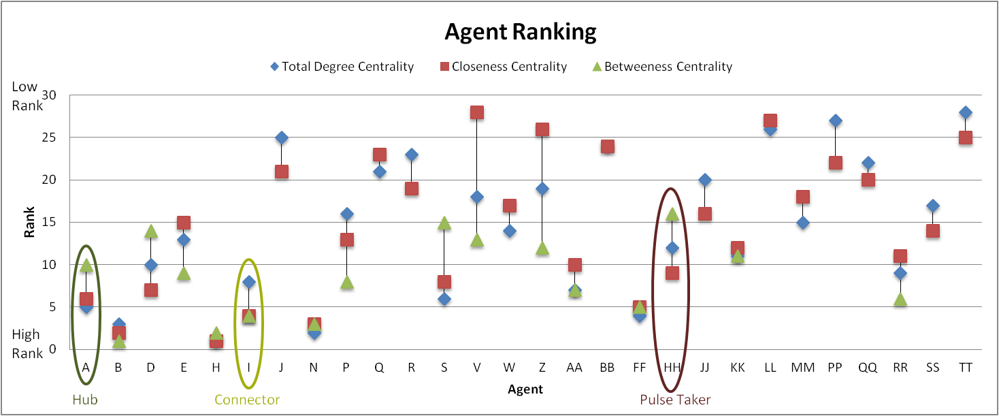 Agent Ranking
Total Degree Centrality Closeness Centrality Betweeness Centrality
Low
Rank
30
25
20
15
10
5
0
High
Rank
Rank
A B D E H I J N P Q R S V W Z AA BB FF HH JJ KK LL MM PP QQ RR SS TT
Agent
Hub Connector Pulse Taker